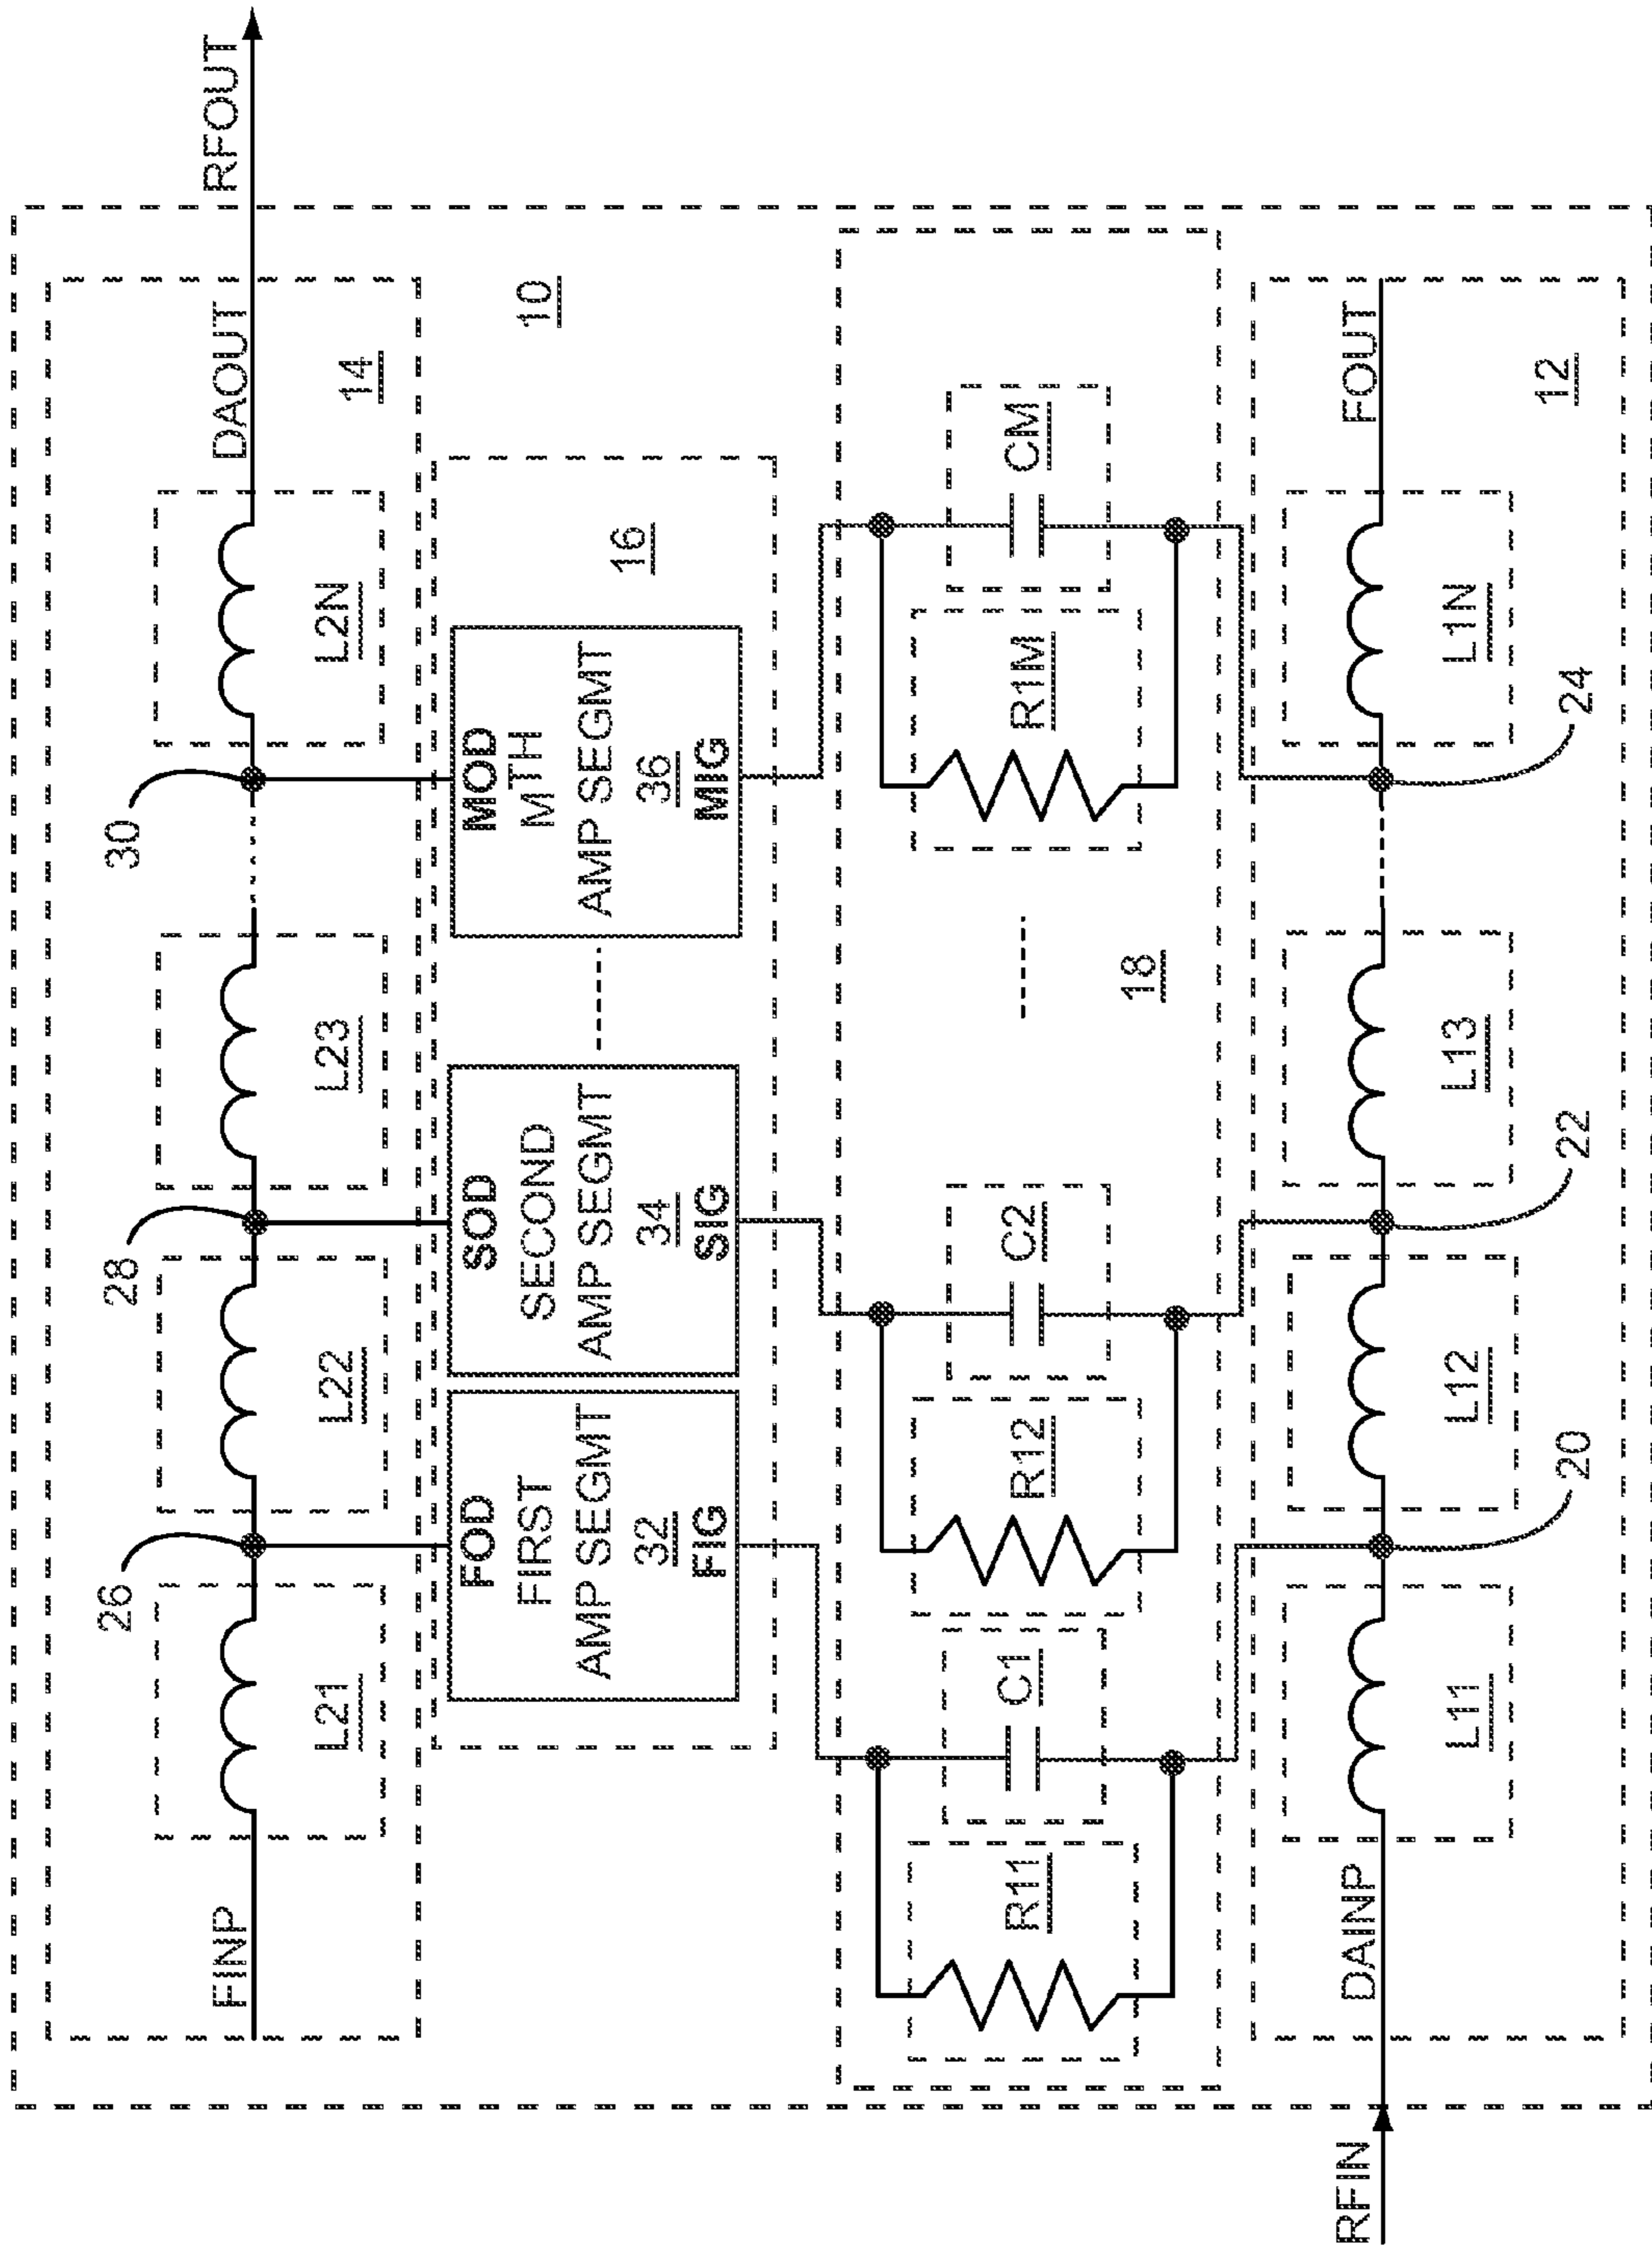 RFOUT
FINP
DAOUT
26
28
30
L21
L22
L23
L2N
14
10
FOD
FIRST
AMP SEGMT
32
FIG
SOD
SECOND
AMP SEGMT
34
SIG
MOD
MTH
AMP SEGMT
36
MIG
16
R11
C1
R12
C2
R1M
CM
18
RFIN
DAINP
FOUT
L11
L12
L13
L1N
12
20
22
24